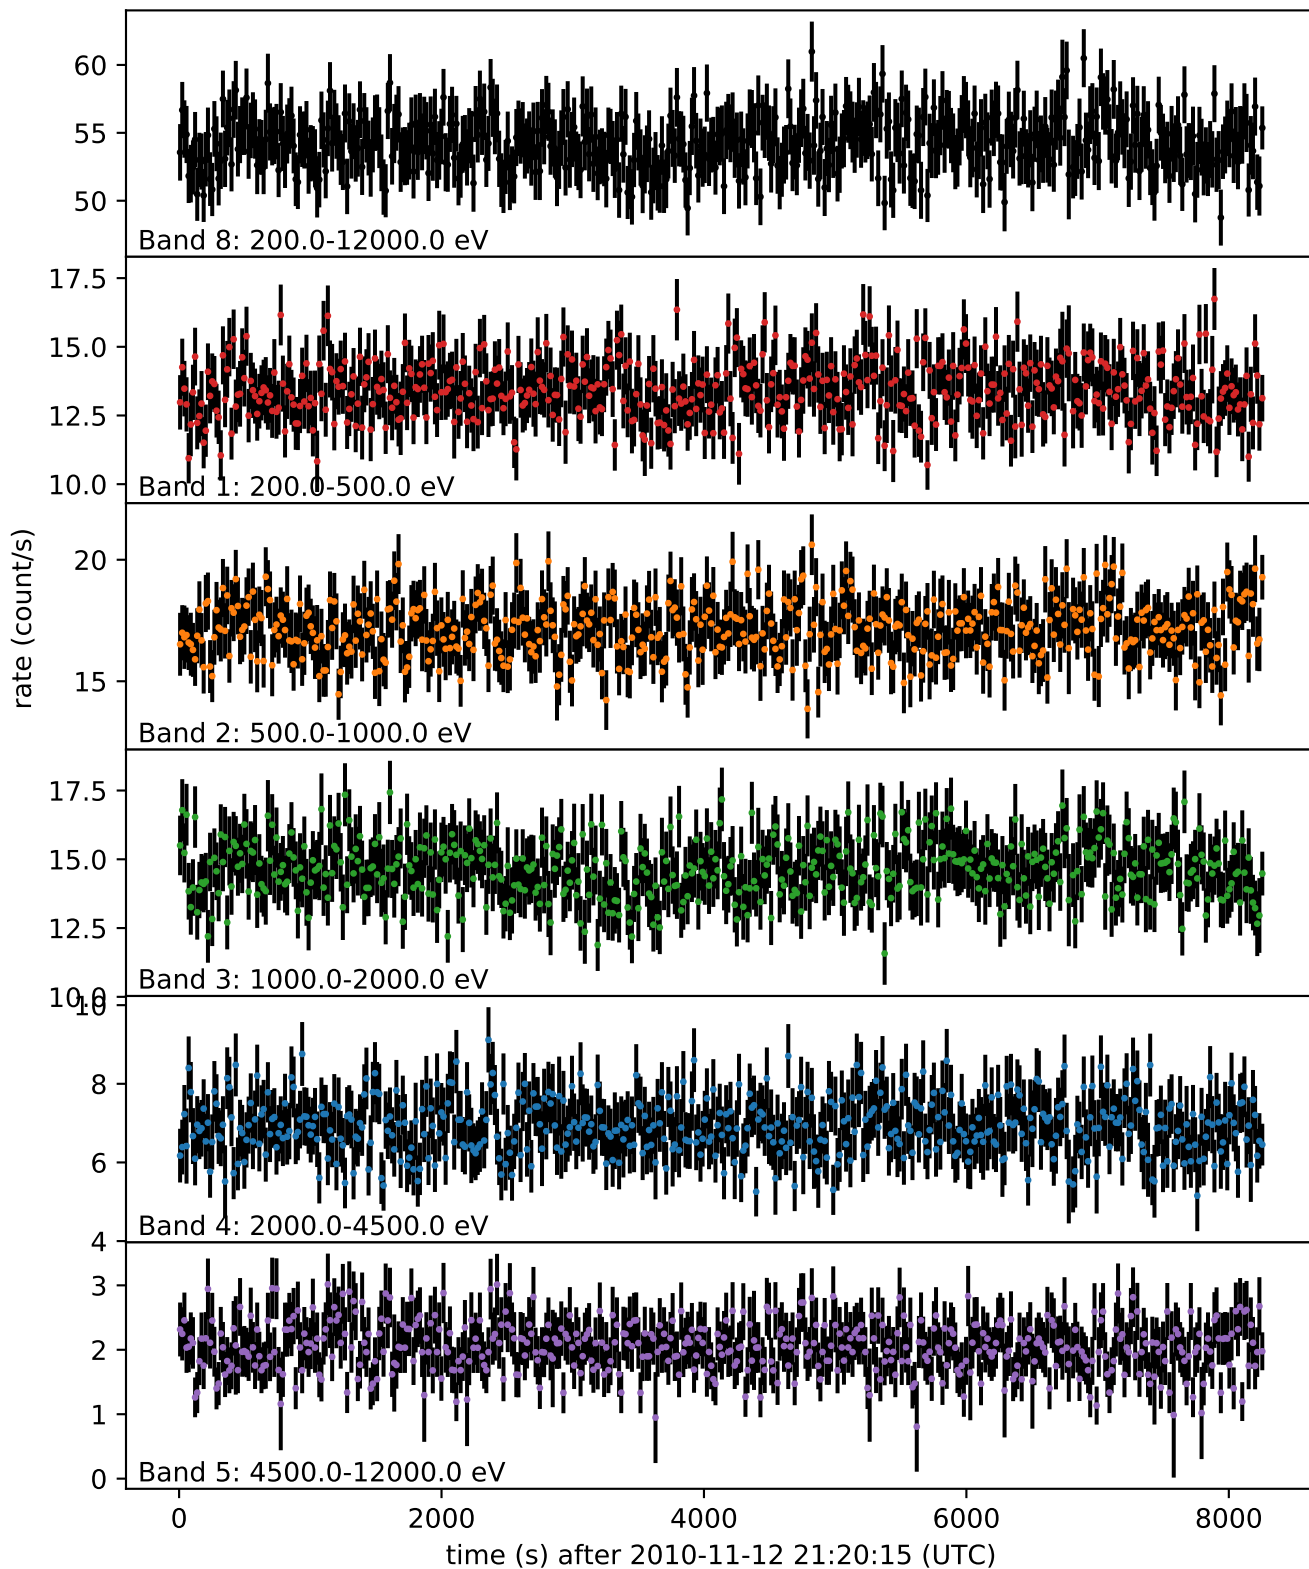 60
55
50
Band 8: 200.0-12000.0 eV
17.5
15.0
12.5
10.0
Band 1: 200.0-500.0 eV
rate (count/s)
20
15
Band 2: 500.0-1000.0 eV
17.5
15.0
12.5
10.0
Band 3: 1000.0-2000.0 eV
10
8
6
4
Band 4: 2000.0-4500.0 eV
3
2
1
0
Band 5: 4500.0-12000.0 eV
0 2000 4000 6000 8000
time (s) after 2010-11-12 21:20:15 (UTC)